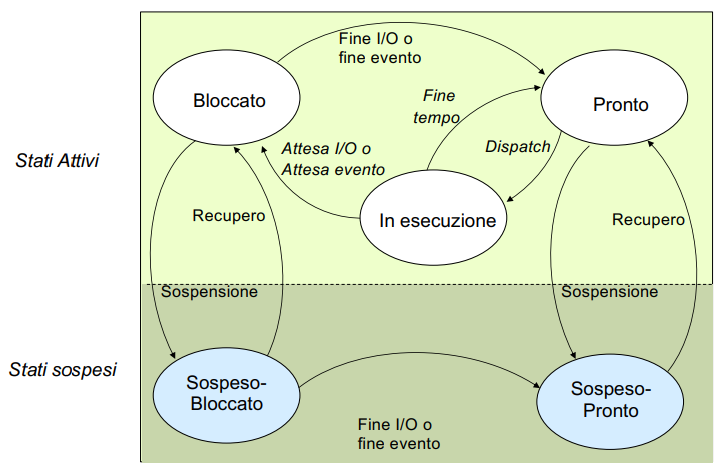 Fine I/O o
fine evento
Bloccato
Pronto
Fine
tempo
Attesa I/O o
Attesa evento
Dispatch
Stati Attivi
In esecuzione
Recupero
Recupero
Sospensione
Sospensione
Stati sospesi
Sospeso-
Bloccato
Sospeso-
Pronto
Fine I/O o
fine evento